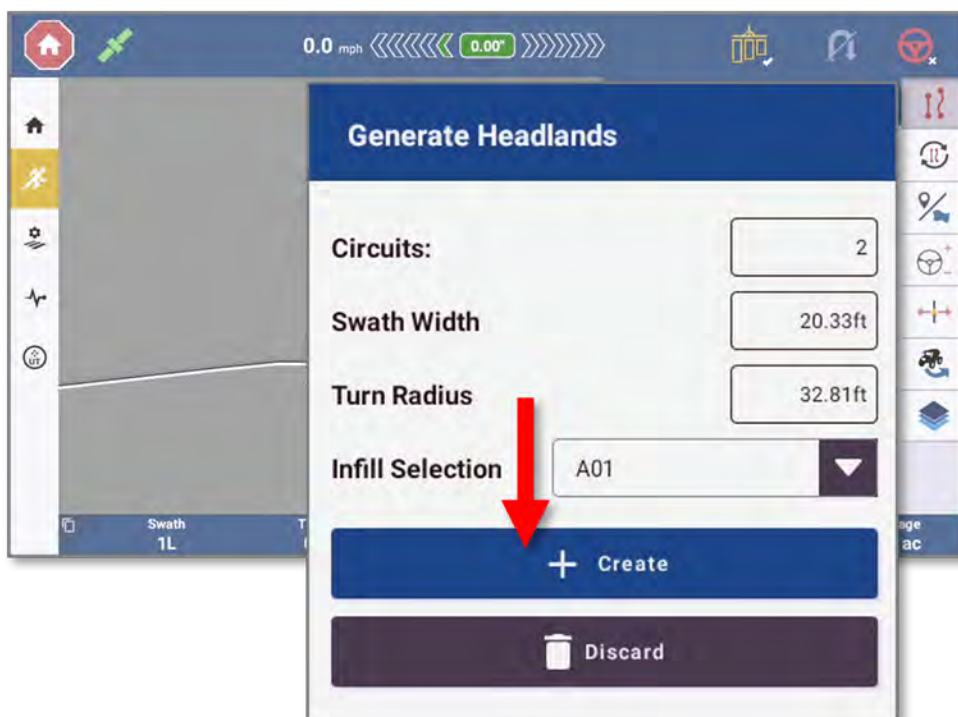 0.0 mph 0.00"
Generate Headlands
Circuits: 2
Swath Width 20.33ft
Turn Radius 32.81ft
Infill Selection A01
UT
Swath
1L
ac
+ Create
Discard